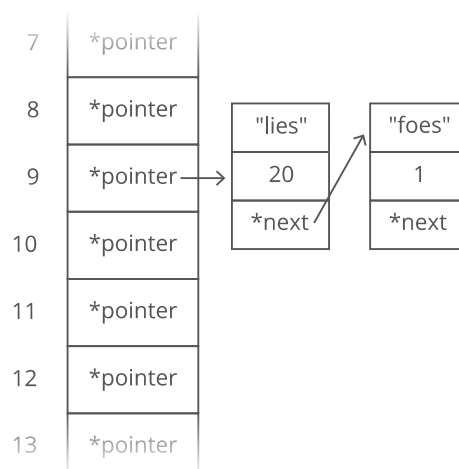 7 *pointer
8 *pointer
"lies" "foes"
9 *pointer 20 1
*next *next
10 *pointer
11 *pointer
12 *pointer
13 *pointer